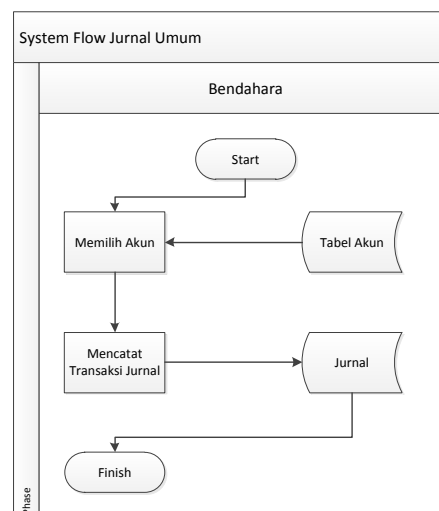 System Flow Jurnal Umum
Bendahara
Start
Memilih Akun
Tabel Akun
Mencatat
Transaksi Jurnal
Jurnal
Finish
Phase